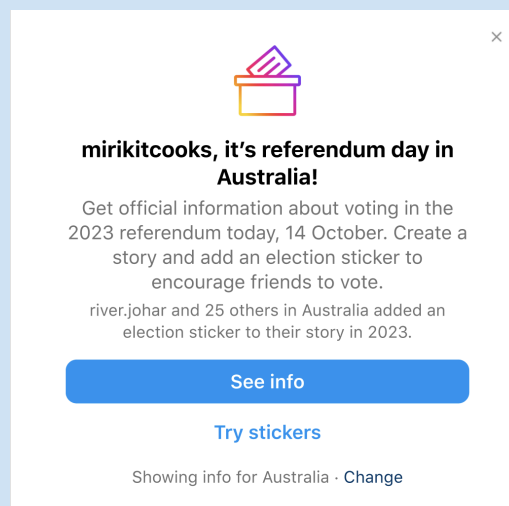 mirikitcooks, it’s referendum day in
Australia!
Get official information about voting in the
2023 referendum today, 14 October. Create a
story and add an election sticker to
encourage friends to vote.
river.johar and 25 others in Australia added an
election sticker to their story in 2023.
See info
Try stickers
Showing info for Australia · Change